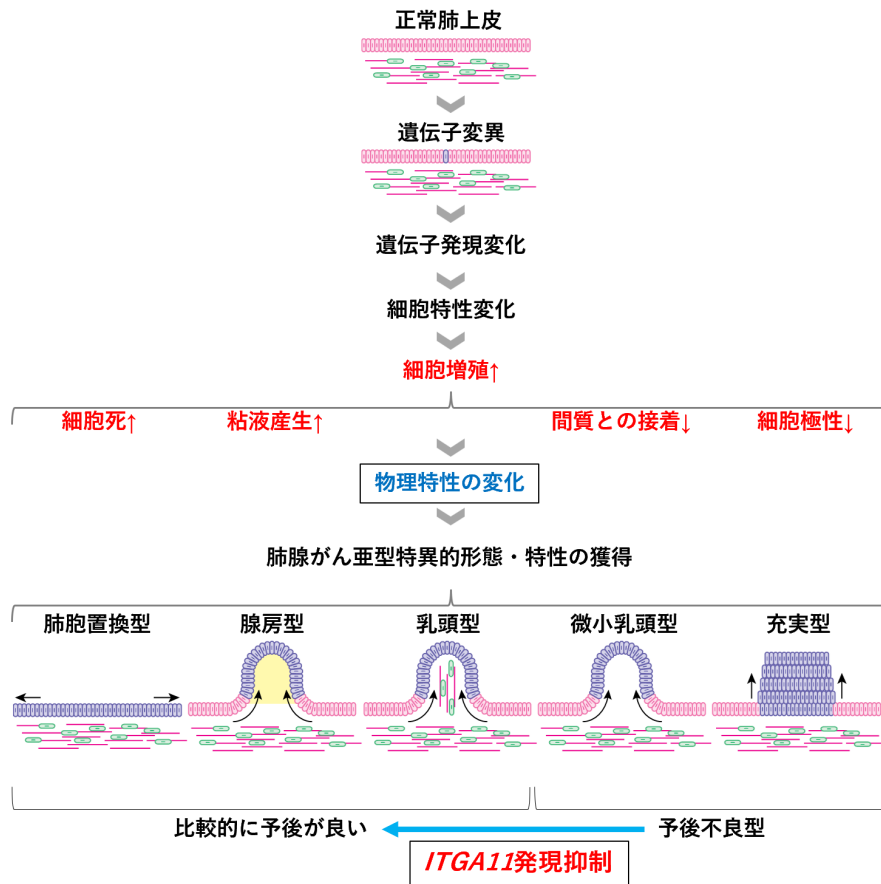 正常肺上皮
遺伝子変異
遺伝子発現変化
細胞特性変化
細胞増殖↑
細胞死↑ 粘液産生↑ 間質との接着↓ 細胞極性↓
物理特性の変化
肺腺がん亜型特異的形態・特性の獲得
肺胞置換型 腺房型 乳頭型 微小乳頭型 充実型
比較的に予後が良い 予後不良型
ITGA11発現抑制